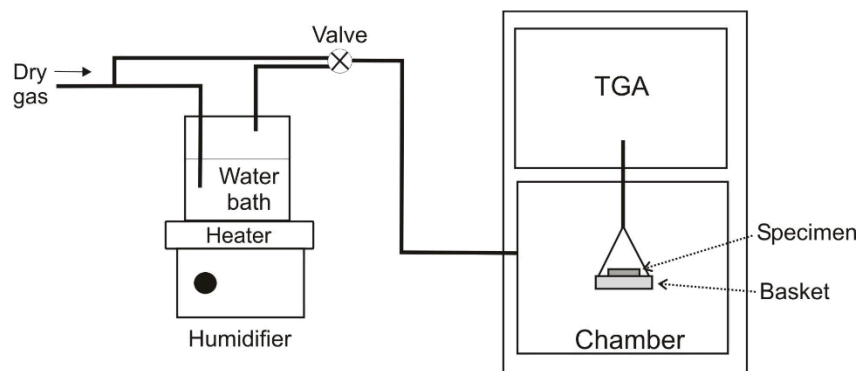 Valve
Dry
gas
TGA
Water
bath
Heater
Specimen
Basket
Humidifier
Chamber